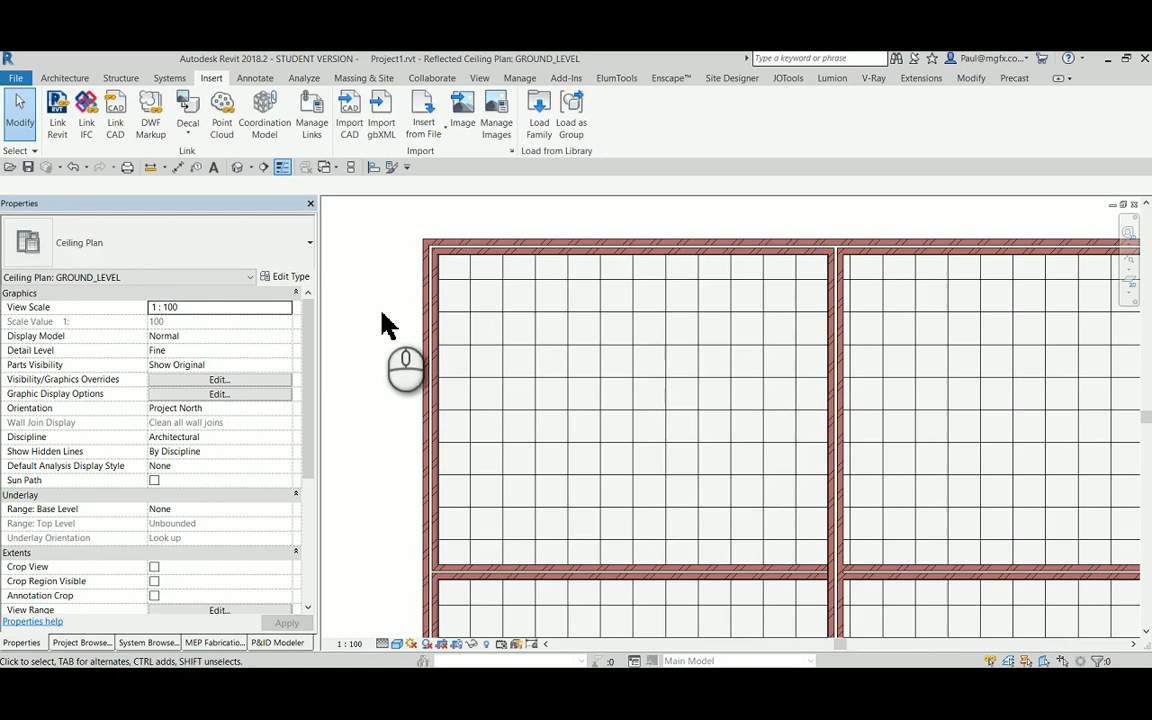 Autodesk Revit 2018.2 - STUDENT VERSION - Project1.rvt - Reflected Ceiling Plan: GROUND_LEVEL
Type a keyword or phrase
Paul@mgfx.co...
File Architecture Structure Systems Insert Annotate Analyze Massing & Site Collaborate View Manage Add-Ins ElumTools Enscape™ Site Designer JOTools Lumion V-Ray Extensions Modify Precast
Modify
Link Revit
Link IFC
Link CAD
DWF Markup
Decal
Point Cloud
Coordination Model
Manage Links
Import CAD
Import gbXML
Insert from File
Image
Manage Images
Load Family
Load as Group
Select
Link
Import
Load from Library
Properties
Ceiling Plan
Ceiling Plan: GROUND_LEVEL
Edit Type
Graphics
View Scale 1 : 100
Scale Value 1: 100
Display Model Normal
Detail Level Fine
Parts Visibility Show Original
Visibility/Graphics Overrides Edit...
Graphic Display Options Edit...
Orientation Project North
Wall Join Display Clean all wall joins
Discipline Architectural
Show Hidden Lines By Discipline
Default Analysis Display Style None
Sun Path
Underlay
Range: Base Level None
Range: Top Level Unbounded
Underlay Orientation Look up
Extents
Crop View
Crop Region Visible
Annotation Crop
View Range Edit...
Properties help
Apply
Properties Project Browse... System Browse... MEP Fabricatio... P&ID Modeler
1 : 100
Click to select, TAB for alternates, CTRL adds, SHIFT unselects.
:0
Main Model
:0